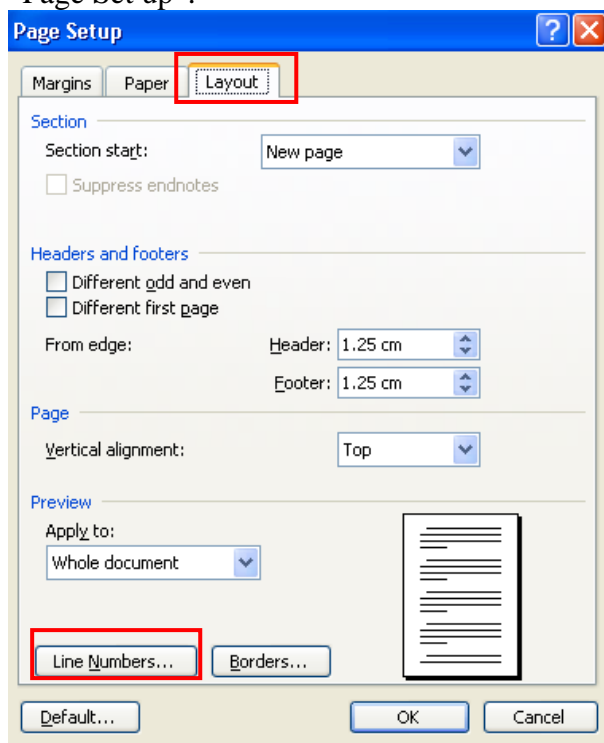 "Page Set up".
Page Setup
Margins Paper Layout
Section
Section start: New page
Suppress endnotes
Headers and footers
Different odd and even
Different first page
From edge: Header: 1.25 cm
Footer: 1.25 cm
Page
Vertical alignment: Top
Preview
Apply to:
Whole document
Line Numbers... Borders...
Default... OK Cancel